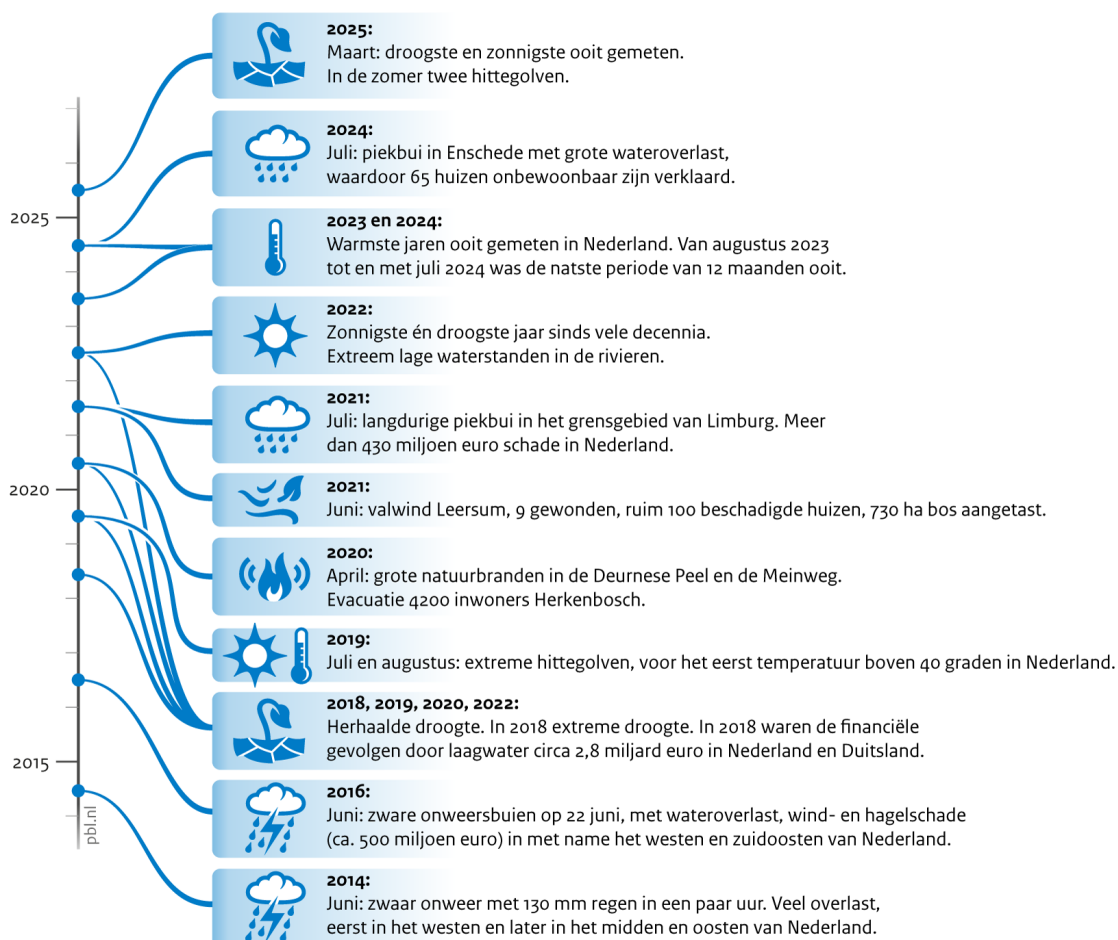 2025:
Maart: droogste en zonnigste ooit gemeten.
In de zomer twee hittegolven.
2024:
Juli: piekbui in Enschede met grote wateroverlast,
waardoor 65 huizen onbewoonbaar zijn verklaard.
2025
2023 en 2024:
Warmste jaren ooit gemeten in Nederland. Van augustus 2023
tot en met juli 2024 was de natste periode van 12 maanden ooit.
2022:
Zonnigste én droogste jaar sinds vele decennia.
Extreem lage waterstanden in de rivieren.
2021:
Juli: langdurige piekbui in het grensgebied van Limburg. Meer
dan 430 miljoen euro schade in Nederland.
2020
2021:
Juni: valwind Leersum, 9 gewonden, ruim 100 beschadigde huizen, 730 ha bos aangetast.
2020:
April: grote natuurbranden in de Deurnese Peel en de Meinweg.
Evacuatie 4200 inwoners Herkenbosch.
2019:
Juli en augustus: extreme hittegolven, voor het eerst temperatuur boven 40 graden in Nederland.
2018, 2019, 2020, 2022:
Herhaalde droogte. In 2018 extreme droogte. In 2018 waren de financiële
gevolgen door laagwater circa 2,8 miljard euro in Nederland en Duitsland.
2015
2016:
Juni: zware onweersbuien op 22 juni, met wateroverlast, wind- en hagelschade
(ca. 500 miljoen euro) in met name het westen en zuidoosten van Nederland.
pbl.nl
2014:
Juni: zwaar onweer met 130 mm regen in een paar uur. Veel overlast,
eerst in het westen en later in het midden en oosten van Nederland.